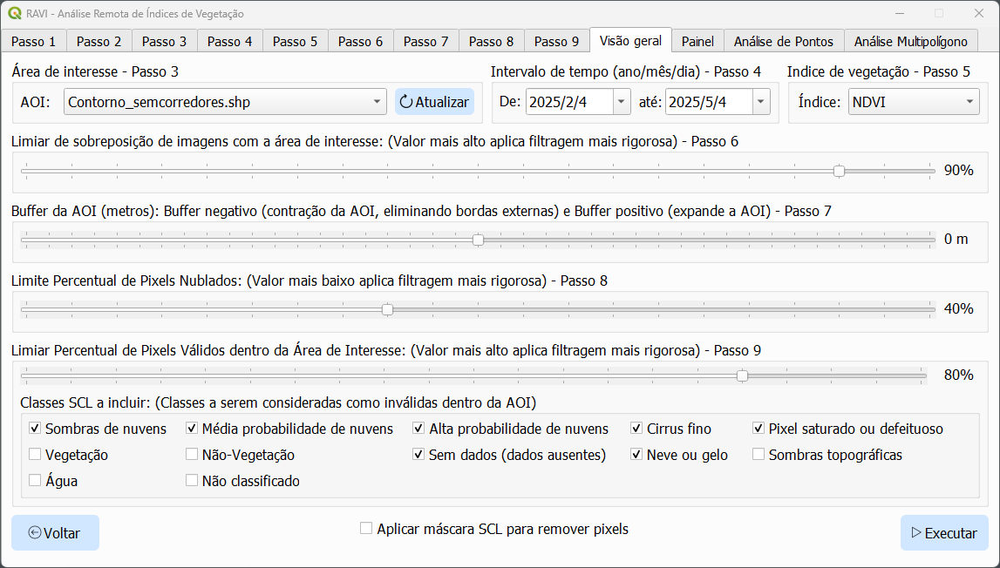 RAVI - Análise Remota de Índices de Vegetação
Passo 1 Passo 2 Passo 3 Passo 4 Passo 5 Passo 6 Passo 7 Passo 8 Passo 9 Visão geral Painel Análise de Pontos Análise Multipolígono
Área de interesse - Passo 3 Intervalo de tempo (ano/mês/dia) - Passo 4 Indice de vegetação - Passo 5
AOI: Contorno_semcorredores.shp Atualizar De: 2025/2/4 até: 2025/5/4 Índice: NDVI
Limiar de sobreposição de imagens com a área de interesse: (Valor mais alto aplica filtragem mais rigorosa) - Passo 6
90%
Buffer da AOI (metros): Buffer negativo (contração da AOI, eliminando bordas externas) e Buffer positivo (expande a AOI) - Passo 7
0 m
Limite Percentual de Pixels Nublados: (Valor mais baixo aplica filtragem mais rigorosa) - Passo 8
40%
Limiar Percentual de Pixels Válidos dentro da Área de Interesse: (Valor mais alto aplica filtragem mais rigorosa) - Passo 9
80%
Classes SCL a incluir: (Classes a serem consideradas como inválidas dentro da AOI)
Sombras de nuvens Média probabilidade de nuvens Alta probabilidade de nuvens Cirrus fino Pixel saturado ou defeituoso
Vegetação Não-Vegetação Sem dados (dados ausentes) Neve ou gelo Sombras topográficas
Água Não classificado
Voltar Aplicar máscara SCL para remover pixels Executar